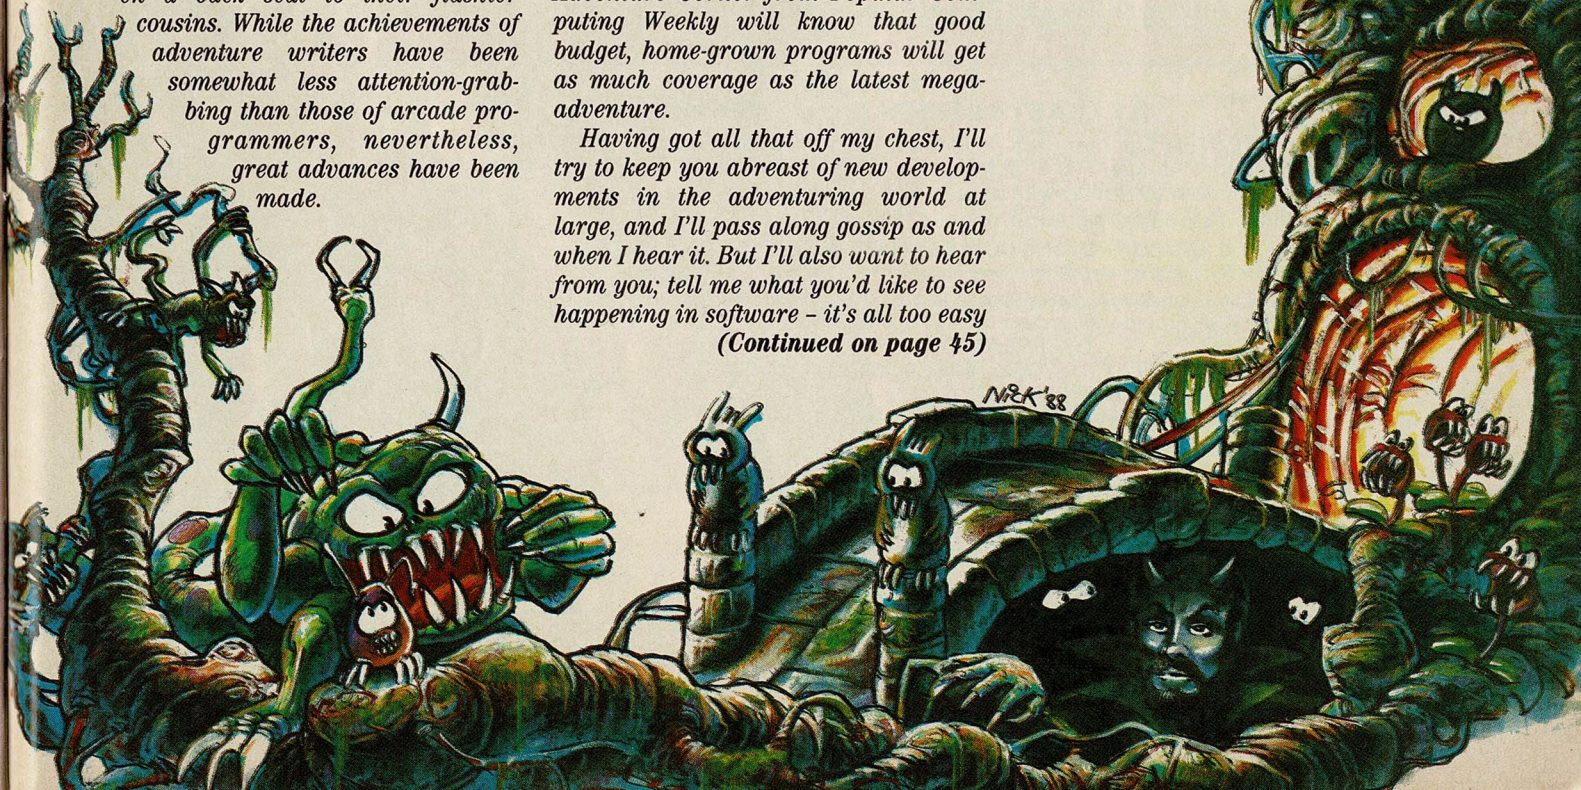 cousins. While the achievements of
adventure writers have been
somewhat less attention-grab-
bing than those of arcade pro-
grammers, nevertheless,
great advances have been
made.
puting Weekly will know that good
budget, home-grown programs will get
as much coverage as the latest mega-
adventure.
Having got all that off my chest, I'll
try to keep you abreast of new develop-
ments in the adventuring world at
large, and I'll pass along gossip as and
when I hear it. But I'll also want to hear
from you; tell me what you'd like to see
happening in software – it's all too easy
(Continued on page 45)
NICK '88